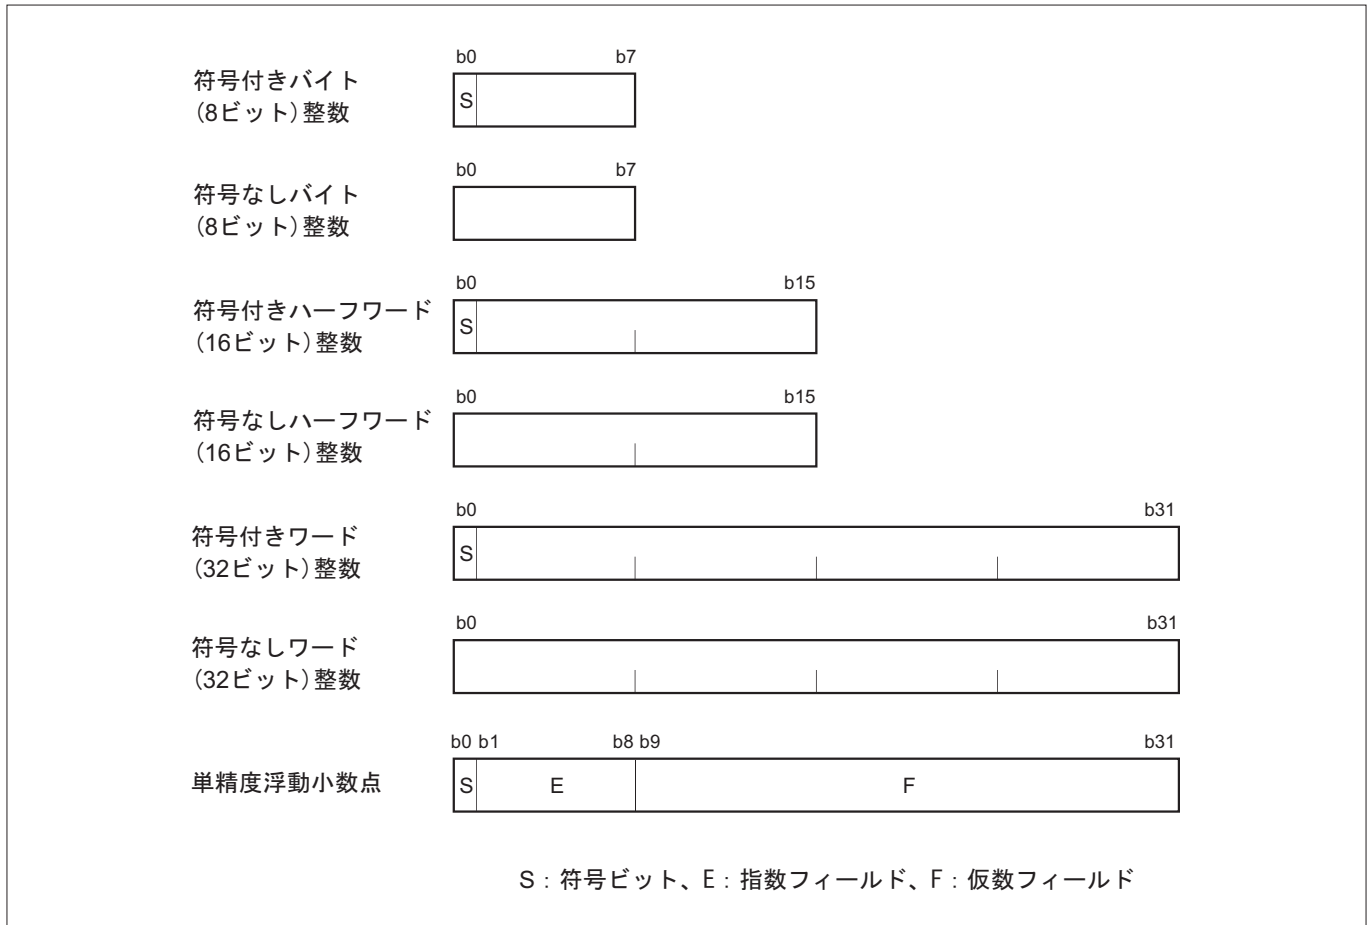 b0 b7
符号付きバイト
S
(8ビット)整数
b0 b7
符号なしバイト
(8ビット)整数
b0 b15
符号付きハーフワード
S
(16ビット)整数
b0 b15
符号なしハーフワード
(16ビット)整数
b0 b31
符号付きワード
S
(32ビット)整数
b0 b31
符号なしワード
(32ビット)整数
b0 b1 b8 b9 b31
単精度浮動小数点 S E F
S:符号ビット、E:指数フィールド、F:仮数フィールド